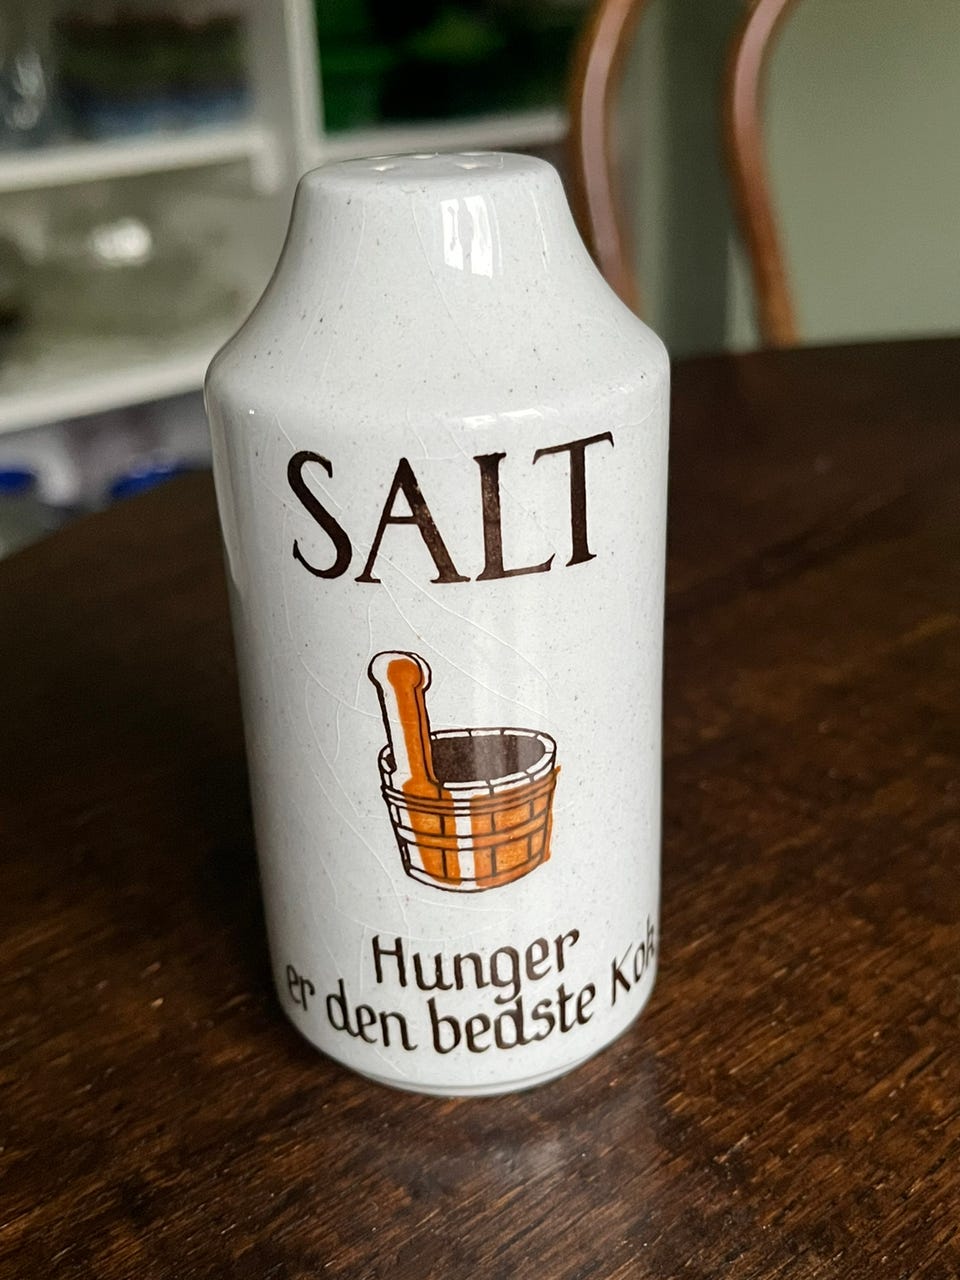 SALT
Hunger
er den bedste Kok